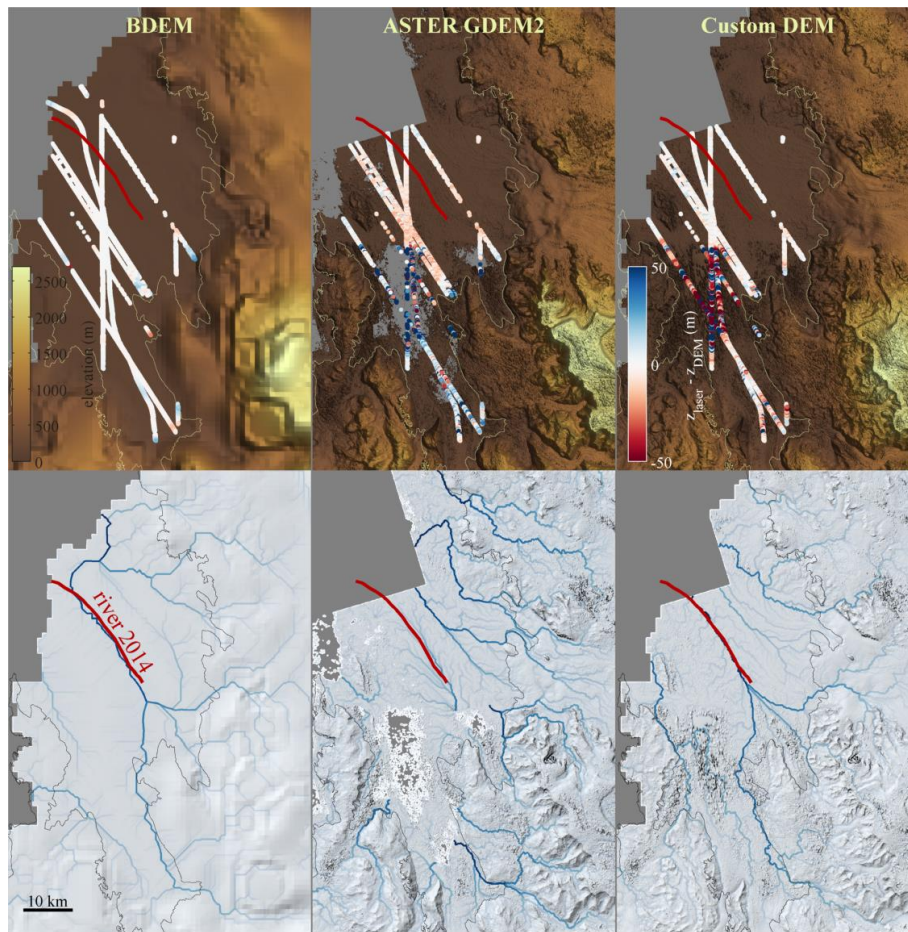 BDEM
ASTER GDEM2
Custom DEM
2500
2000
1500
1000
500
0
elevation (m)
50
0
-50
z_laser - z_DEM (m)
river 2014
10 km